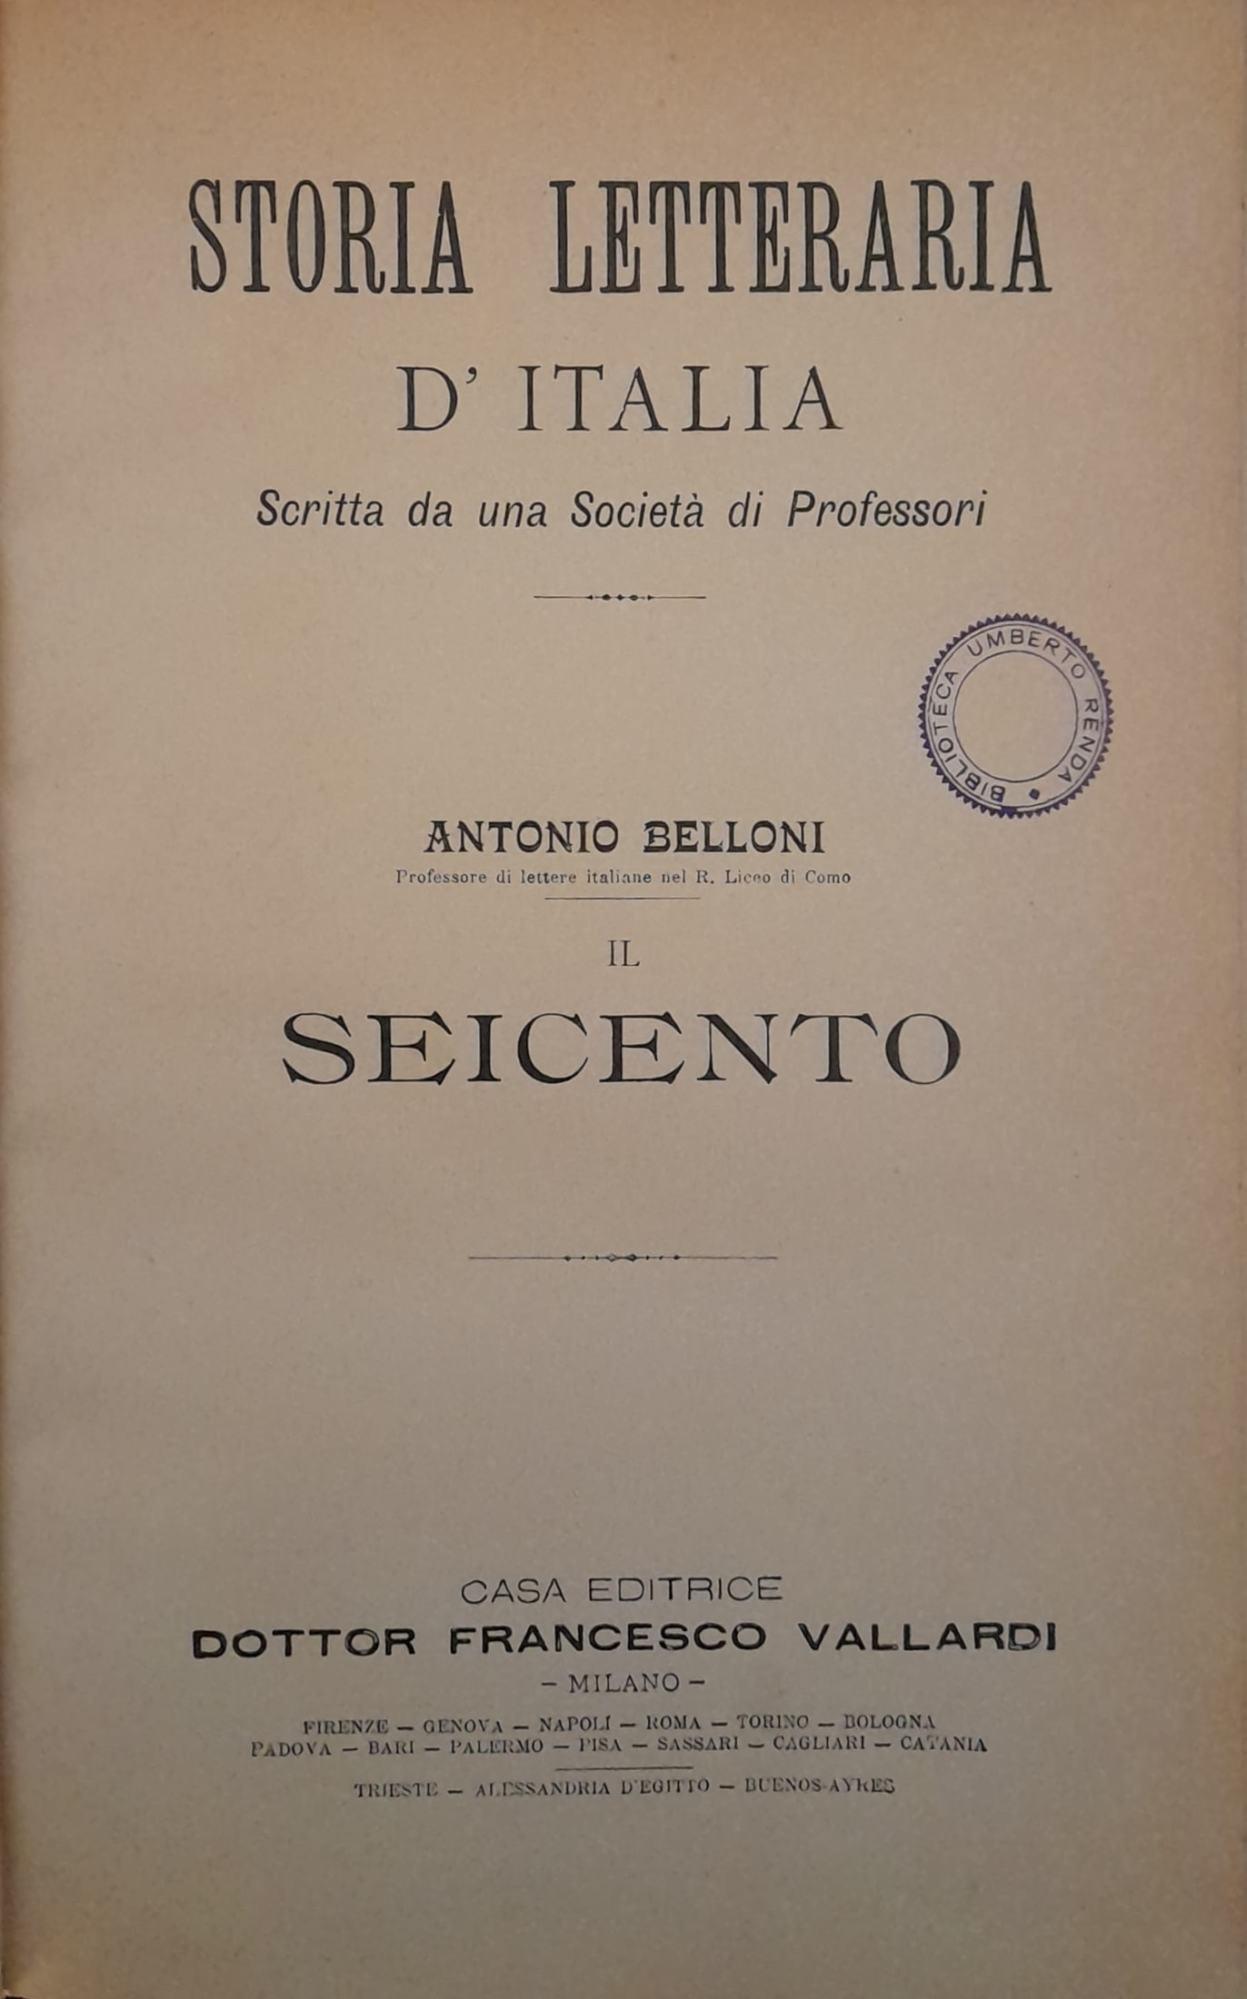 STORIA LETTERARIA
D' ITALIA
Scritta da una Società di Professori
BIBLIOTECA UMBERTO RENDA
ANTONIO BELLONI
Professore di lettere italiane nel R. Liceo di Como
IL
SEICENTO
CASA EDITRICE
DOTTOR FRANCESCO VALLARDI
– MILANO –
FIRENZE — GENOVA — NAPOLI — ROMA — TORINO — BOLOGNA
PADOVA — BARI — PALERMO — PISA — SASSARI — CAGLIARI — CATANIA
TRIESTE — ALESSANDRIA D'EGITTO — BUENOS-AYRES